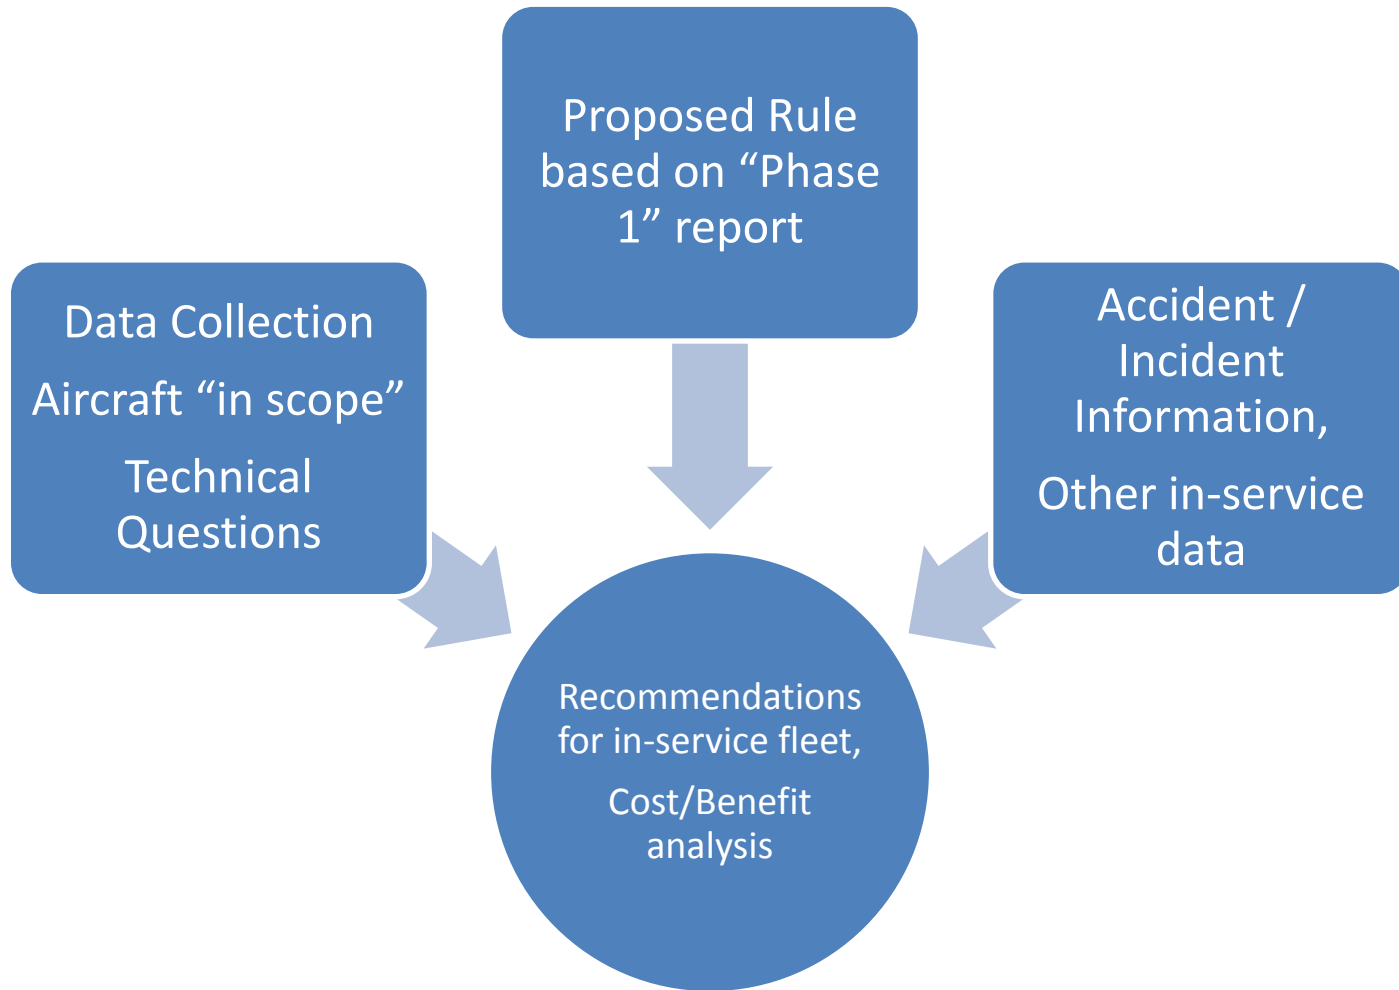 Proposed Rule
based on “Phase
1” report
Data Collection
Aircraft “in scope”
Technical
Questions
Accident /
Incident
Information,
Other in-service
data
Recommendations
for in-service fleet,
Cost/Benefit
analysis